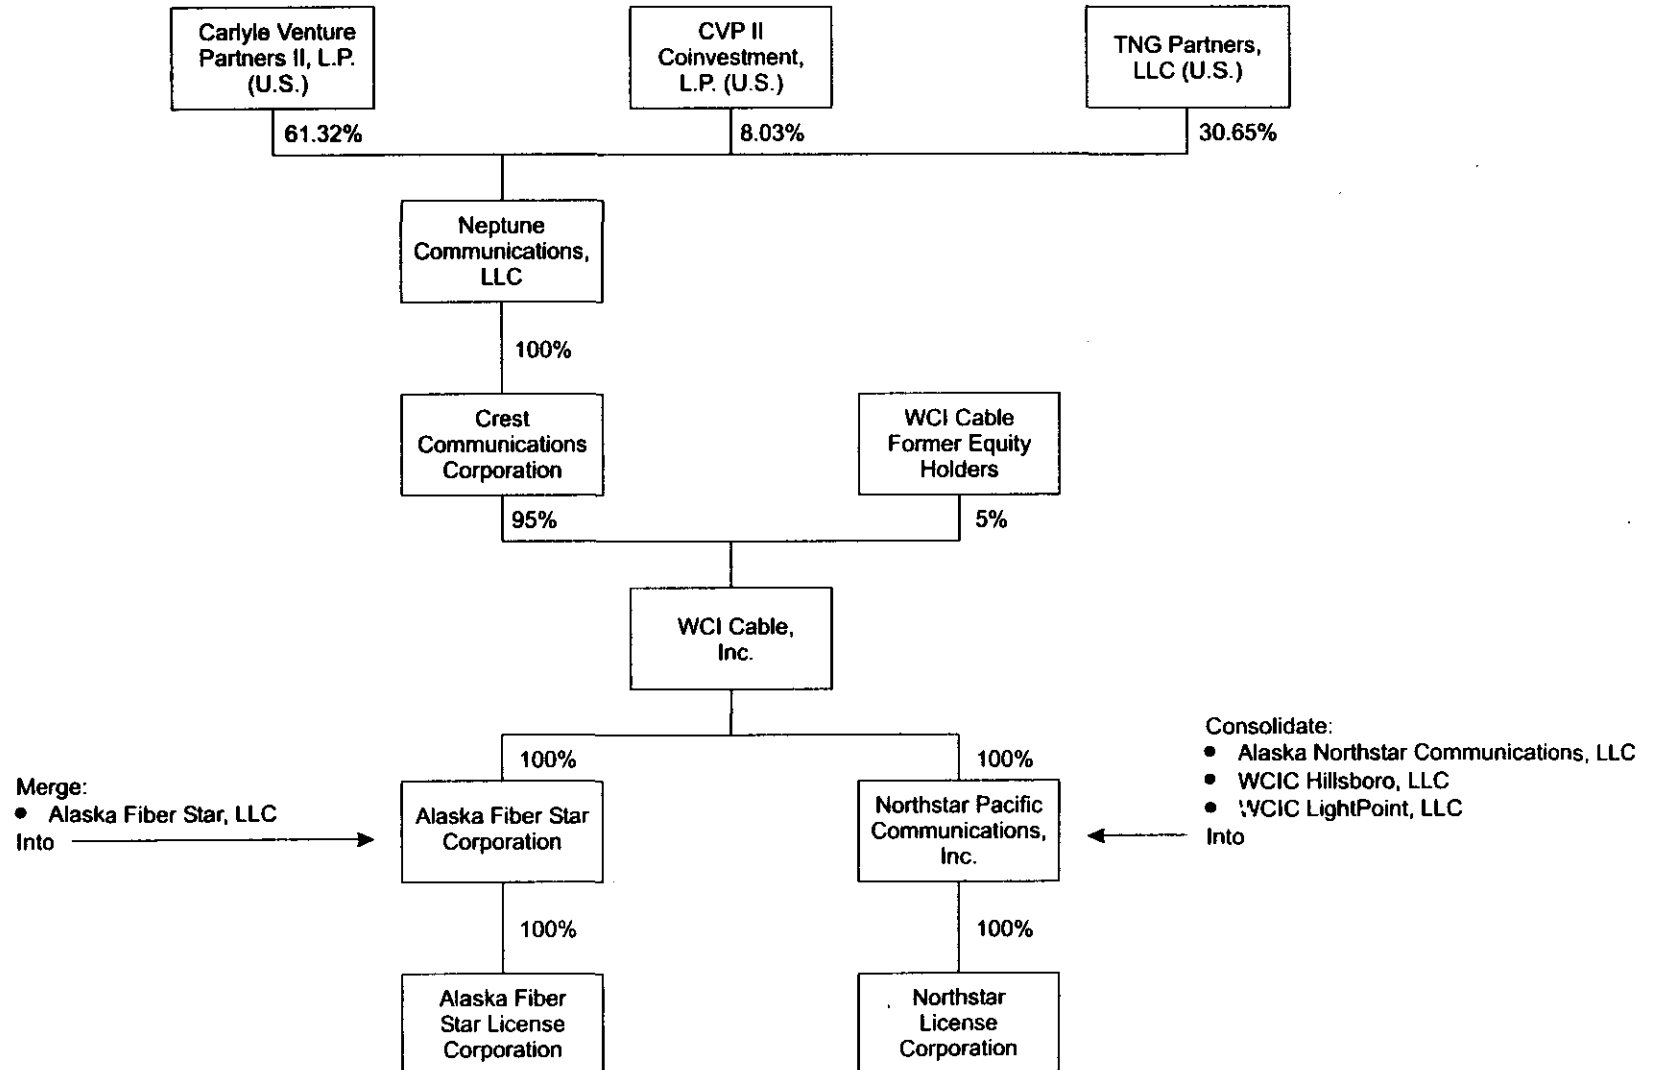 Carlyle Venture
Partners II, L.P.
(U.S.)
CVP II
Coinvestment,
L.P. (U.S.)
TNG Partners,
LLC (U.S.)
61.32%
8.03%
30.65%
Neptune
Communications,
LLC
100%
Crest
Communications
Corporation
WCI Cable
Former Equity
Holders
95%
5%
WCI Cable,
Inc.
100%
100%
Merge:
● Alaska Fiber Star, LLC
Into
Alaska Fiber Star
Corporation
Northstar Pacific
Communications,
Inc.
Consolidate:
● Alaska Northstar Communications, LLC
● WCIC Hillsboro, LLC
● WCIC LightPoint, LLC
Into
100%
100%
Alaska Fiber
Star License
Corporation
Northstar
License
Corporation